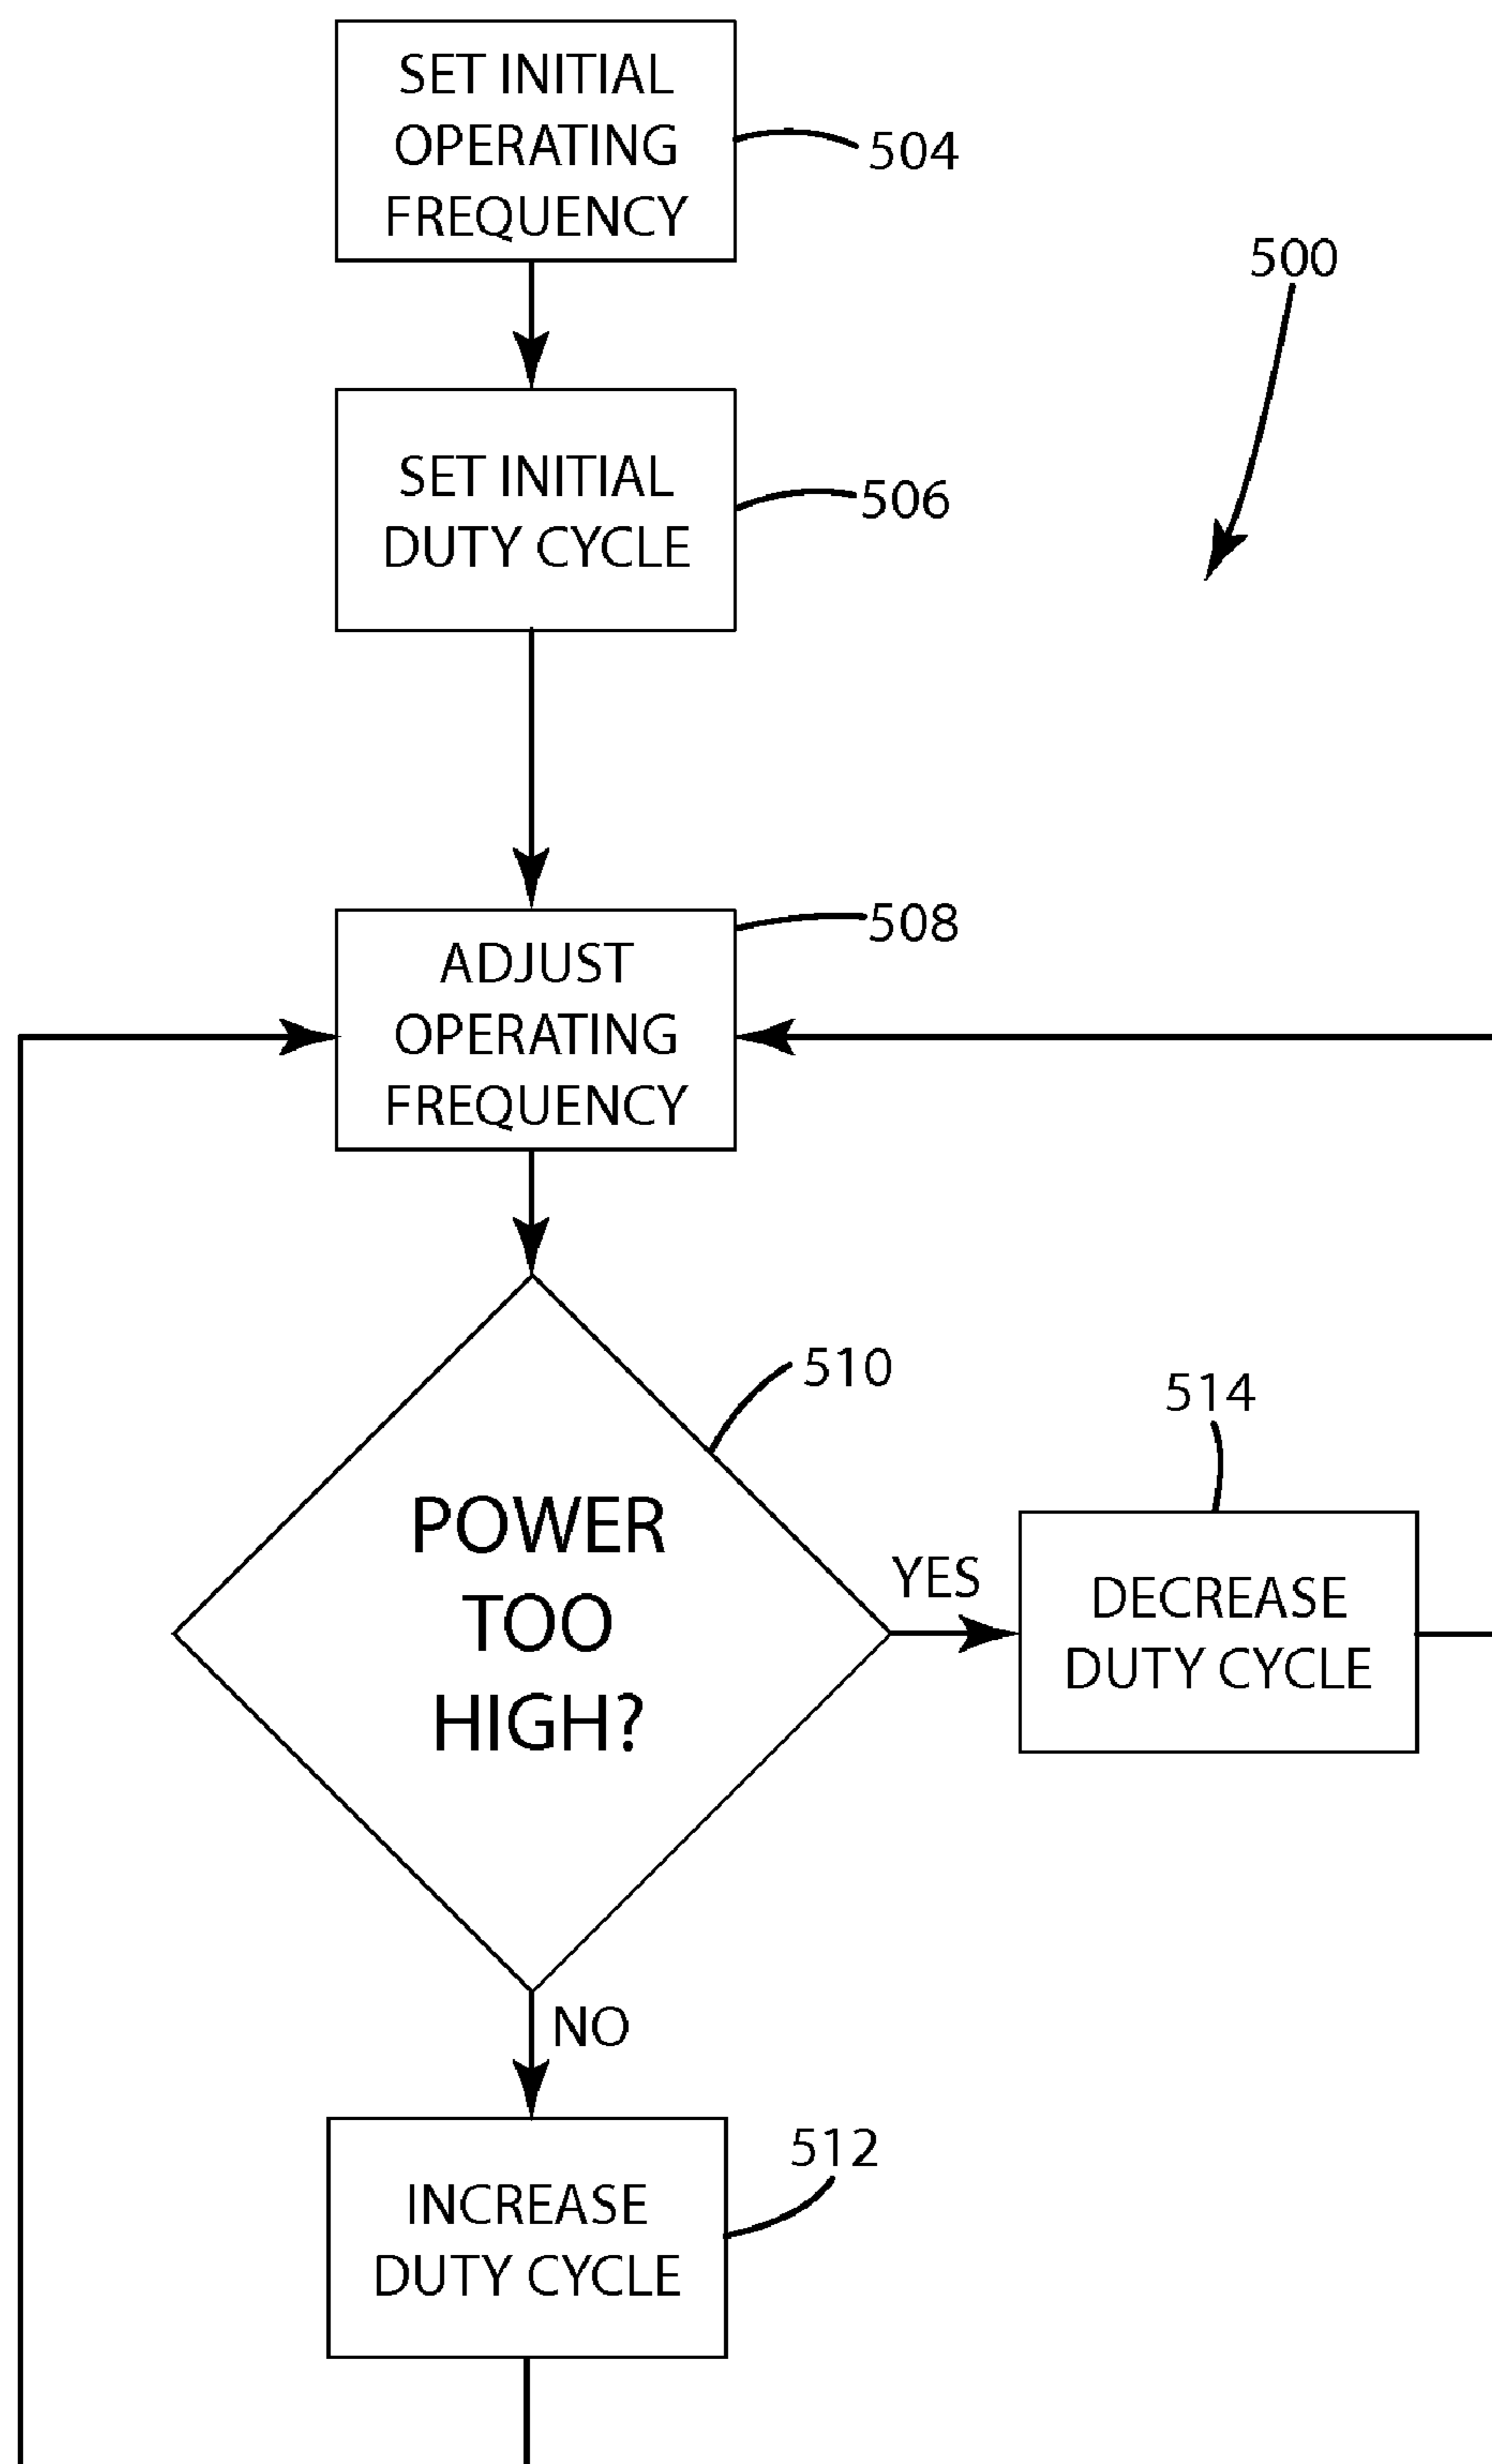 SET INITIAL
OPERATING
FREQUENCY
504
500
SET INITIAL
DUTY CYCLE
506
508
ADJUST
OPERATING
FREQUENCY
510
514
POWER
TOO
HIGH?
YES
DECREASE
DUTY CYCLE
NO
512
INCREASE
DUTY CYCLE